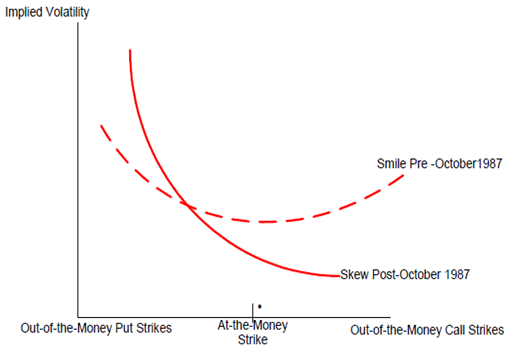 Implied Volatility
Smile Pre -October1987
Skew Post-October 1987
Out-of-the-Money Put Strikes
At-the-Money
Strike
Out-of-the-Money Call Strikes